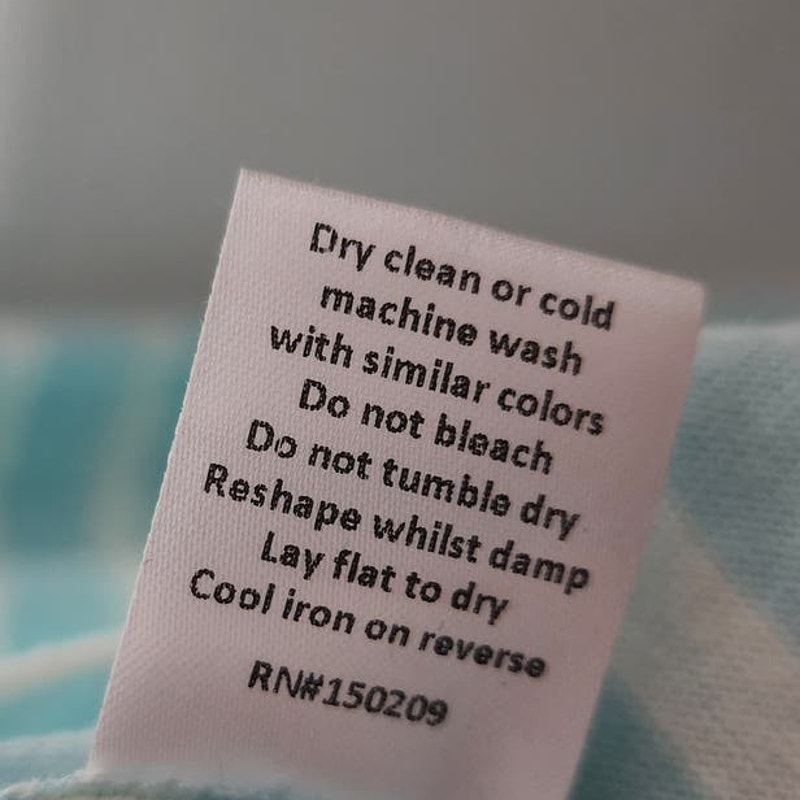 Dry clean or cold
machine wash
with similar colors
Do not bleach
Do not tumble dry
Reshape whilst damp
Lay flat to dry
Cool iron on reverse
RN#150209